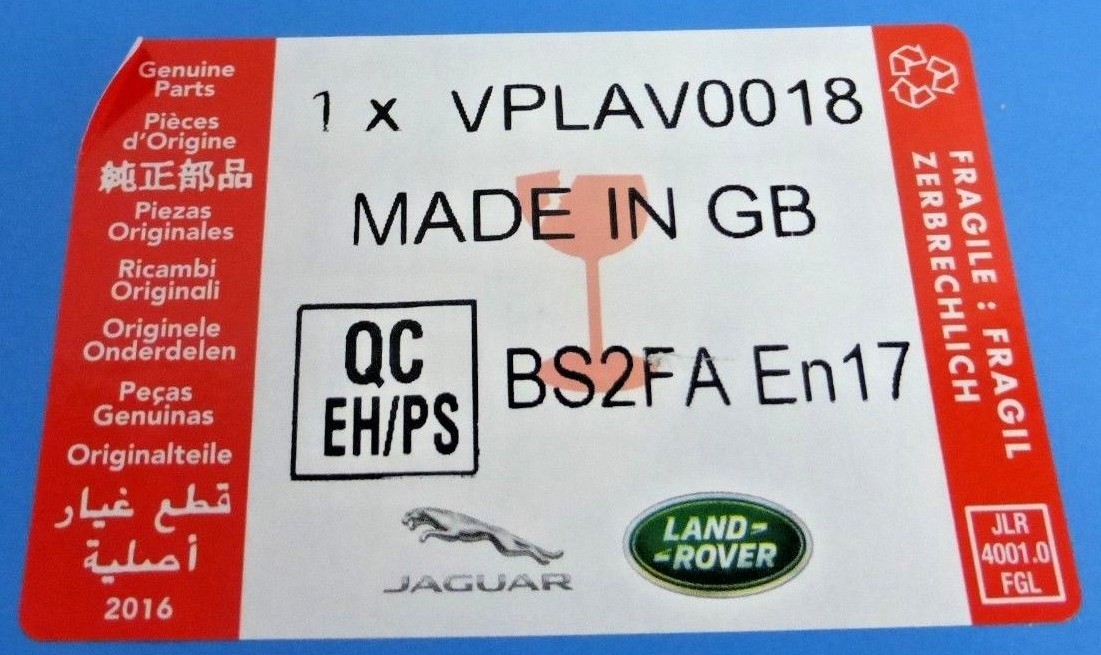 Genuine
Parts
Pièces
d'Origine
純正部品
Piezas
Originales
Ricambi
Originali
Originele
Onderdelen
Peças
Genuinas
Originalteile
قطع غيار
أصلية
2016
1 x VPLAV0018
MADE IN GB
QC
EH/PS
BS2FA En17
JAGUAR
LAND-
-ROVER
FRAGILE : FRAGIL
ZERBRECHLICH
JLR
4001.0
FGL